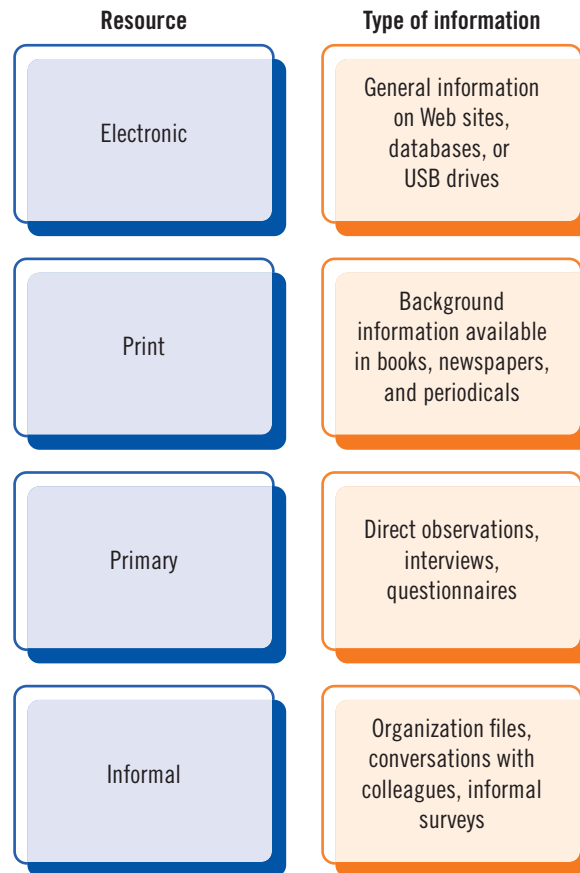 Resource
Type of information
Electronic
General information
on Web sites,
databases, or
USB drives
Print
Background
information available
in books, newspapers,
and periodicals
Primary
Direct observations,
interviews,
questionnaires
Informal
Organization files,
conversations with
colleagues, informal
surveys